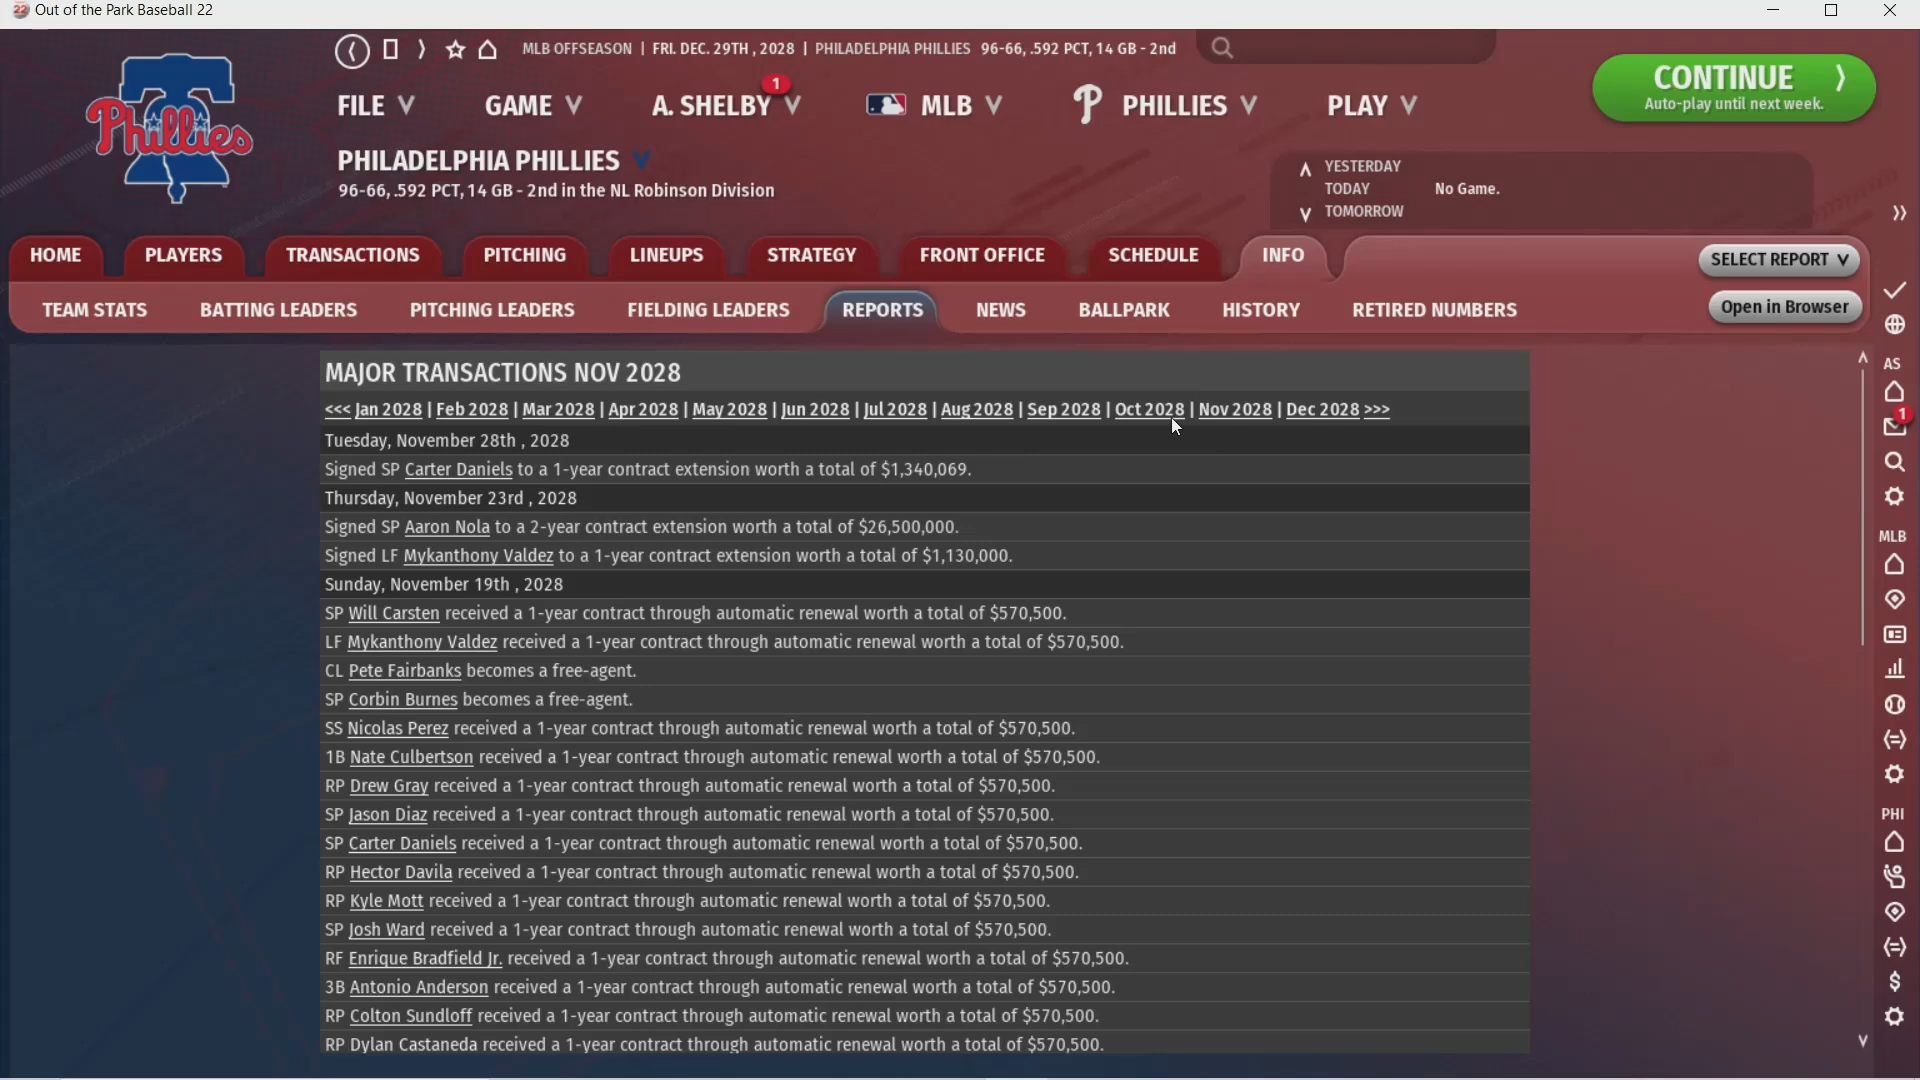 Out of the Park Baseball 22
MLB OFFSEASON | FRI. DEC. 29TH , 2028 | PHILADELPHIA PHILLIES 96-66, .592 PCT, 14 GB - 2nd
Phillies
FILE
GAME
A. SHELBY
1
MLB
PHILLIES
PLAY
CONTINUE
Auto-play until next week.
PHILADELPHIA PHILLIES
96-66, .592 PCT, 14 GB - 2nd in the NL Robinson Division
YESTERDAY
TODAY No Game.
TOMORROW
HOME PLAYERS TRANSACTIONS PITCHING LINEUPS STRATEGY FRONT OFFICE SCHEDULE INFO
SELECT REPORT
TEAM STATS BATTING LEADERS PITCHING LEADERS FIELDING LEADERS REPORTS NEWS BALLPARK HISTORY RETIRED NUMBERS
Open in Browser
MAJOR TRANSACTIONS NOV 2028
<<< Jan 2028 | Feb 2028 | Mar 2028 | Apr 2028 | May 2028 | Jun 2028 | Jul 2028 | Aug 2028 | Sep 2028 | Oct 2028 | Nov 2028 | Dec 2028 >>>
Tuesday, November 28th , 2028
Signed SP Carter Daniels to a 1-year contract extension worth a total of $1,340,069.
Thursday, November 23rd , 2028
Signed SP Aaron Nola to a 2-year contract extension worth a total of $26,500,000.
Signed LF Mykanthony Valdez to a 1-year contract extension worth a total of $1,130,000.
Sunday, November 19th , 2028
SP Will Carsten received a 1-year contract through automatic renewal worth a total of $570,500.
LF Mykanthony Valdez received a 1-year contract through automatic renewal worth a total of $570,500.
CL Pete Fairbanks becomes a free-agent.
SP Corbin Burnes becomes a free-agent.
SS Nicolas Perez received a 1-year contract through automatic renewal worth a total of $570,500.
1B Nate Culbertson received a 1-year contract through automatic renewal worth a total of $570,500.
RP Drew Gray received a 1-year contract through automatic renewal worth a total of $570,500.
SP Jason Diaz received a 1-year contract through automatic renewal worth a total of $570,500.
SP Carter Daniels received a 1-year contract through automatic renewal worth a total of $570,500.
RP Hector Davila received a 1-year contract through automatic renewal worth a total of $570,500.
RP Kyle Mott received a 1-year contract through automatic renewal worth a total of $570,500.
SP Josh Ward received a 1-year contract through automatic renewal worth a total of $570,500.
RF Enrique Bradfield Jr. received a 1-year contract through automatic renewal worth a total of $570,500.
3B Antonio Anderson received a 1-year contract through automatic renewal worth a total of $570,500.
RP Colton Sundloff received a 1-year contract through automatic renewal worth a total of $570,500.
RP Dylan Castaneda received a 1-year contract through automatic renewal worth a total of $570,500.
AS
1
MLB
PHI